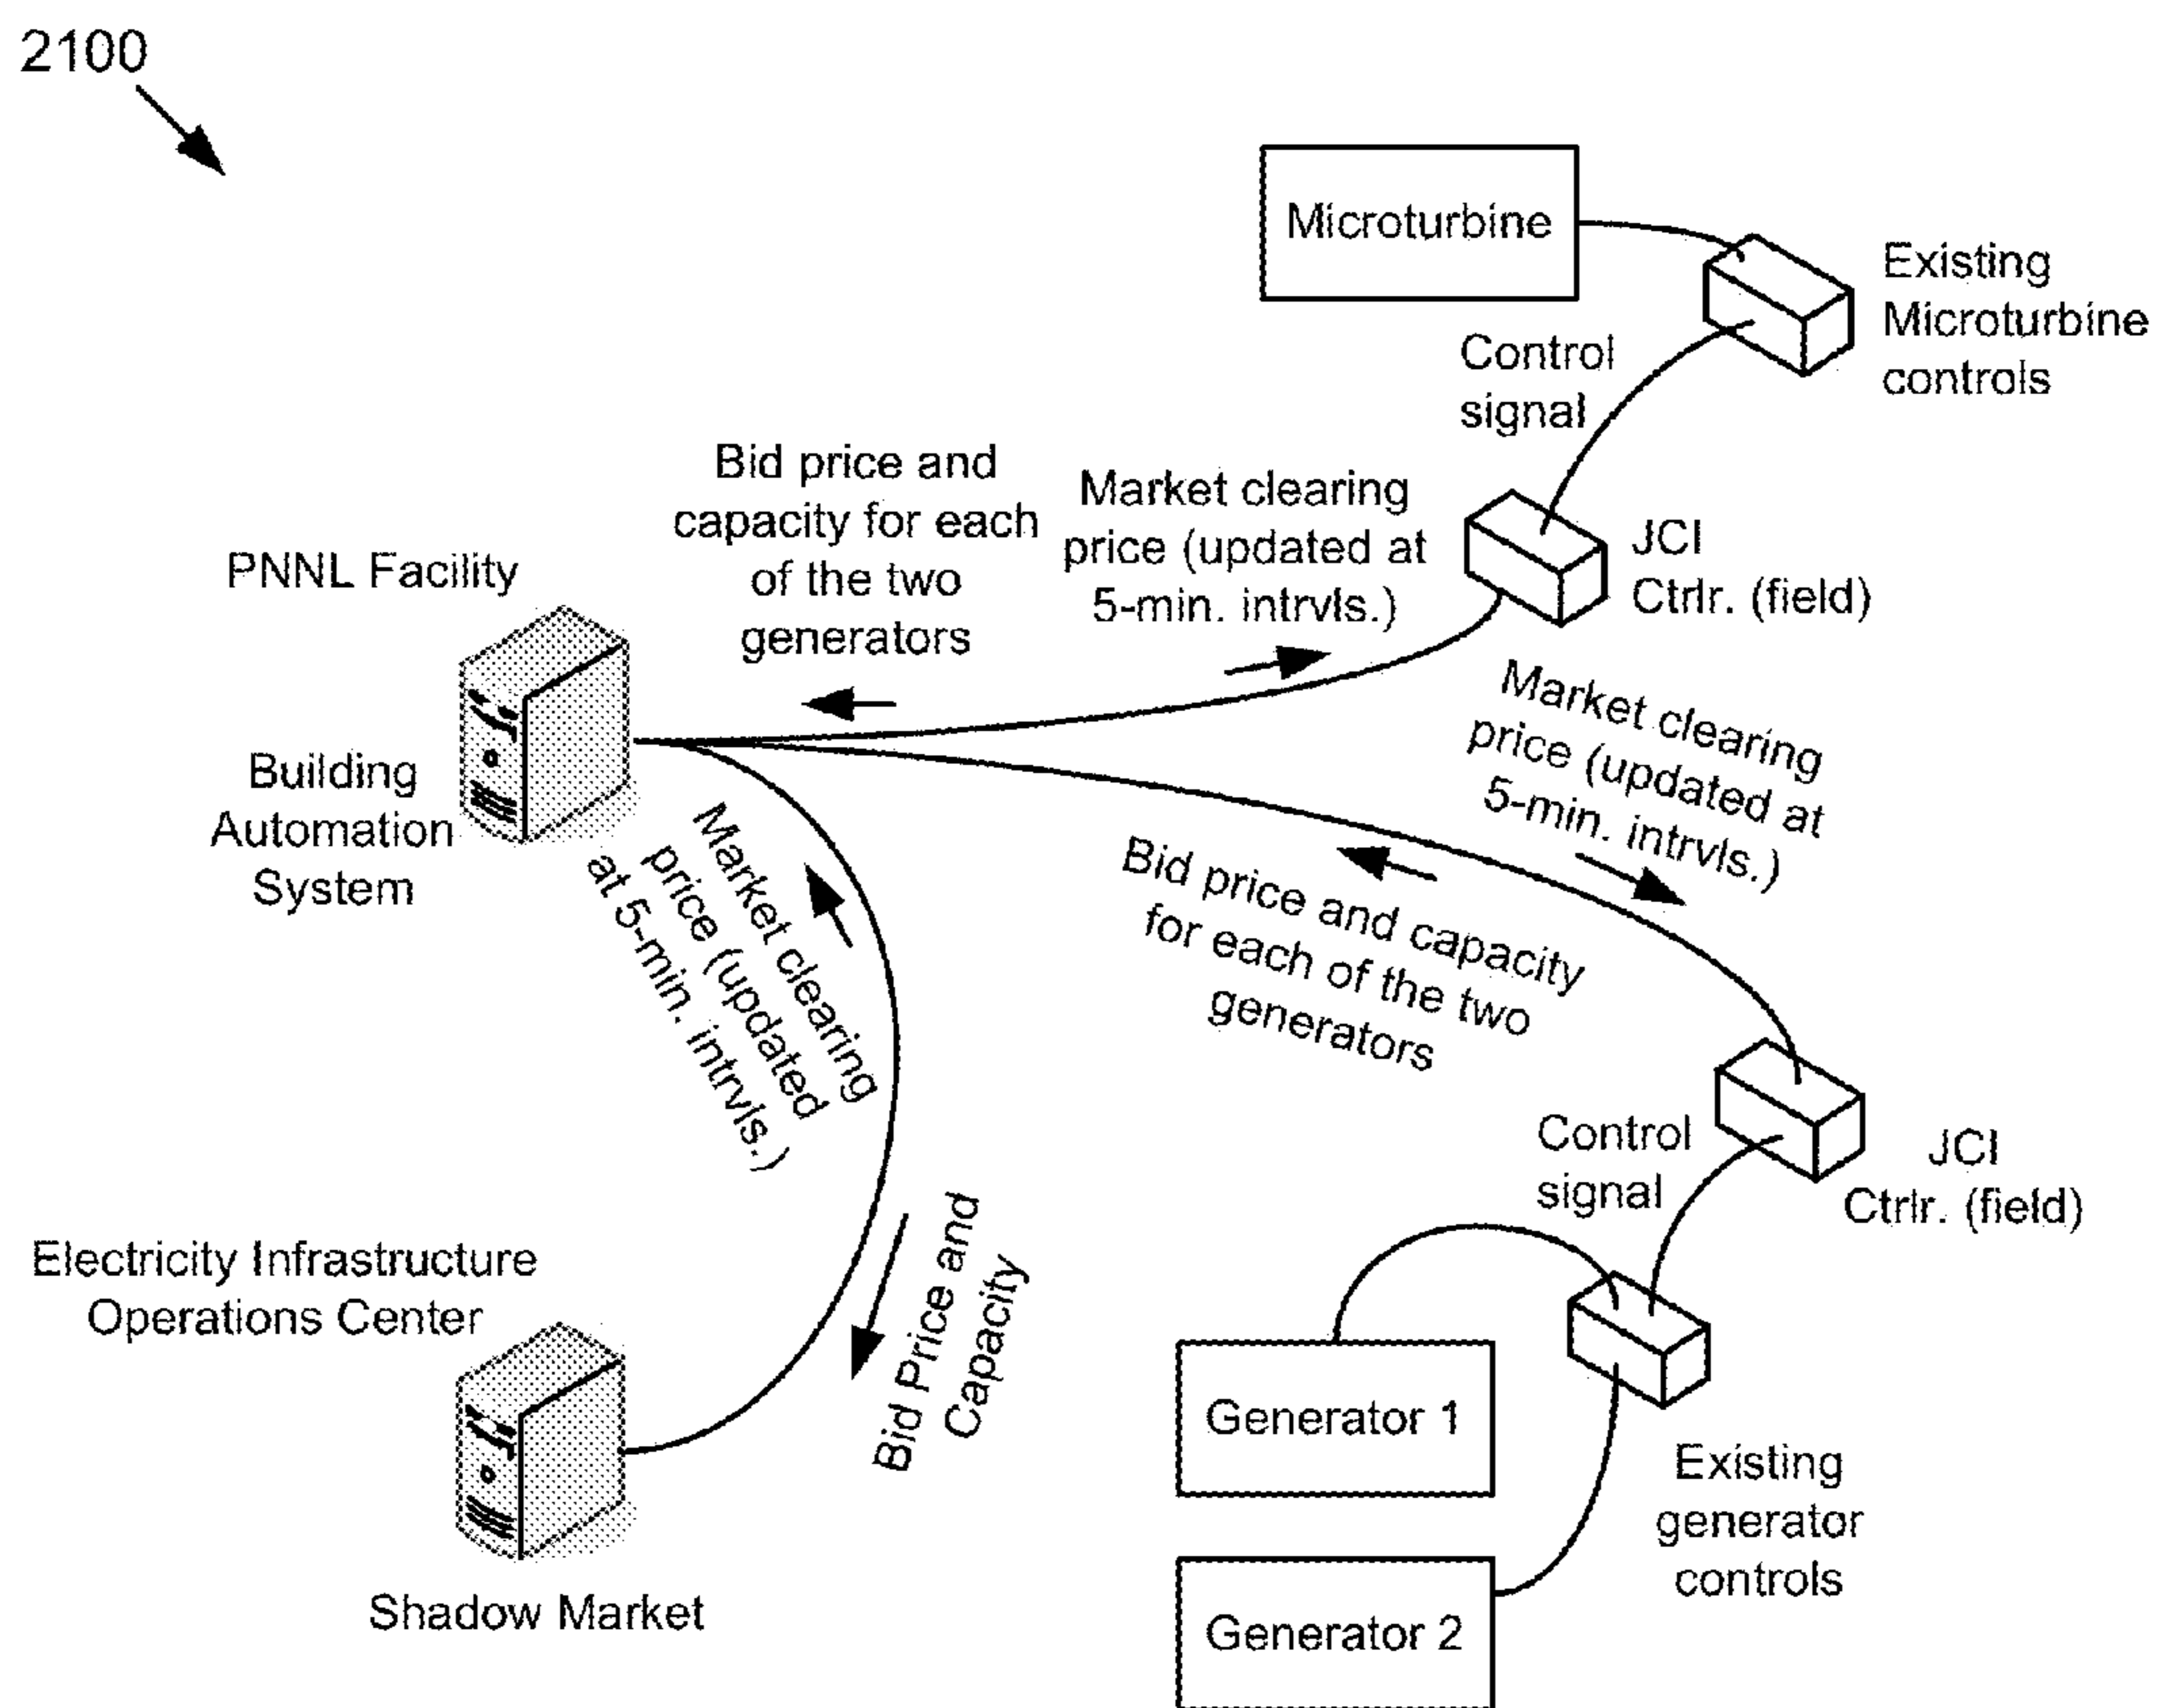 2100
Microturbine
Existing
Microturbine
controls
Control
signal
Bid price and
capacity for each
of the two
generators
Market clearing
price (updated at
5-min. intrvls.)
JCI
Ctrlr. (field)
PNNL Facility
Building
Automation
System
Market clearing
price (updated at
5-min. intrvls.)
Market clearing
price (updated
at 5-min. intrvls.)
Bid price and capacity
for each of the two
generators
Control
signal
JCI
Ctrlr. (field)
Electricity Infrastructure
Operations Center
Bid Price and
Capacity
Generator 1
Existing
generator
controls
Shadow Market
Generator 2